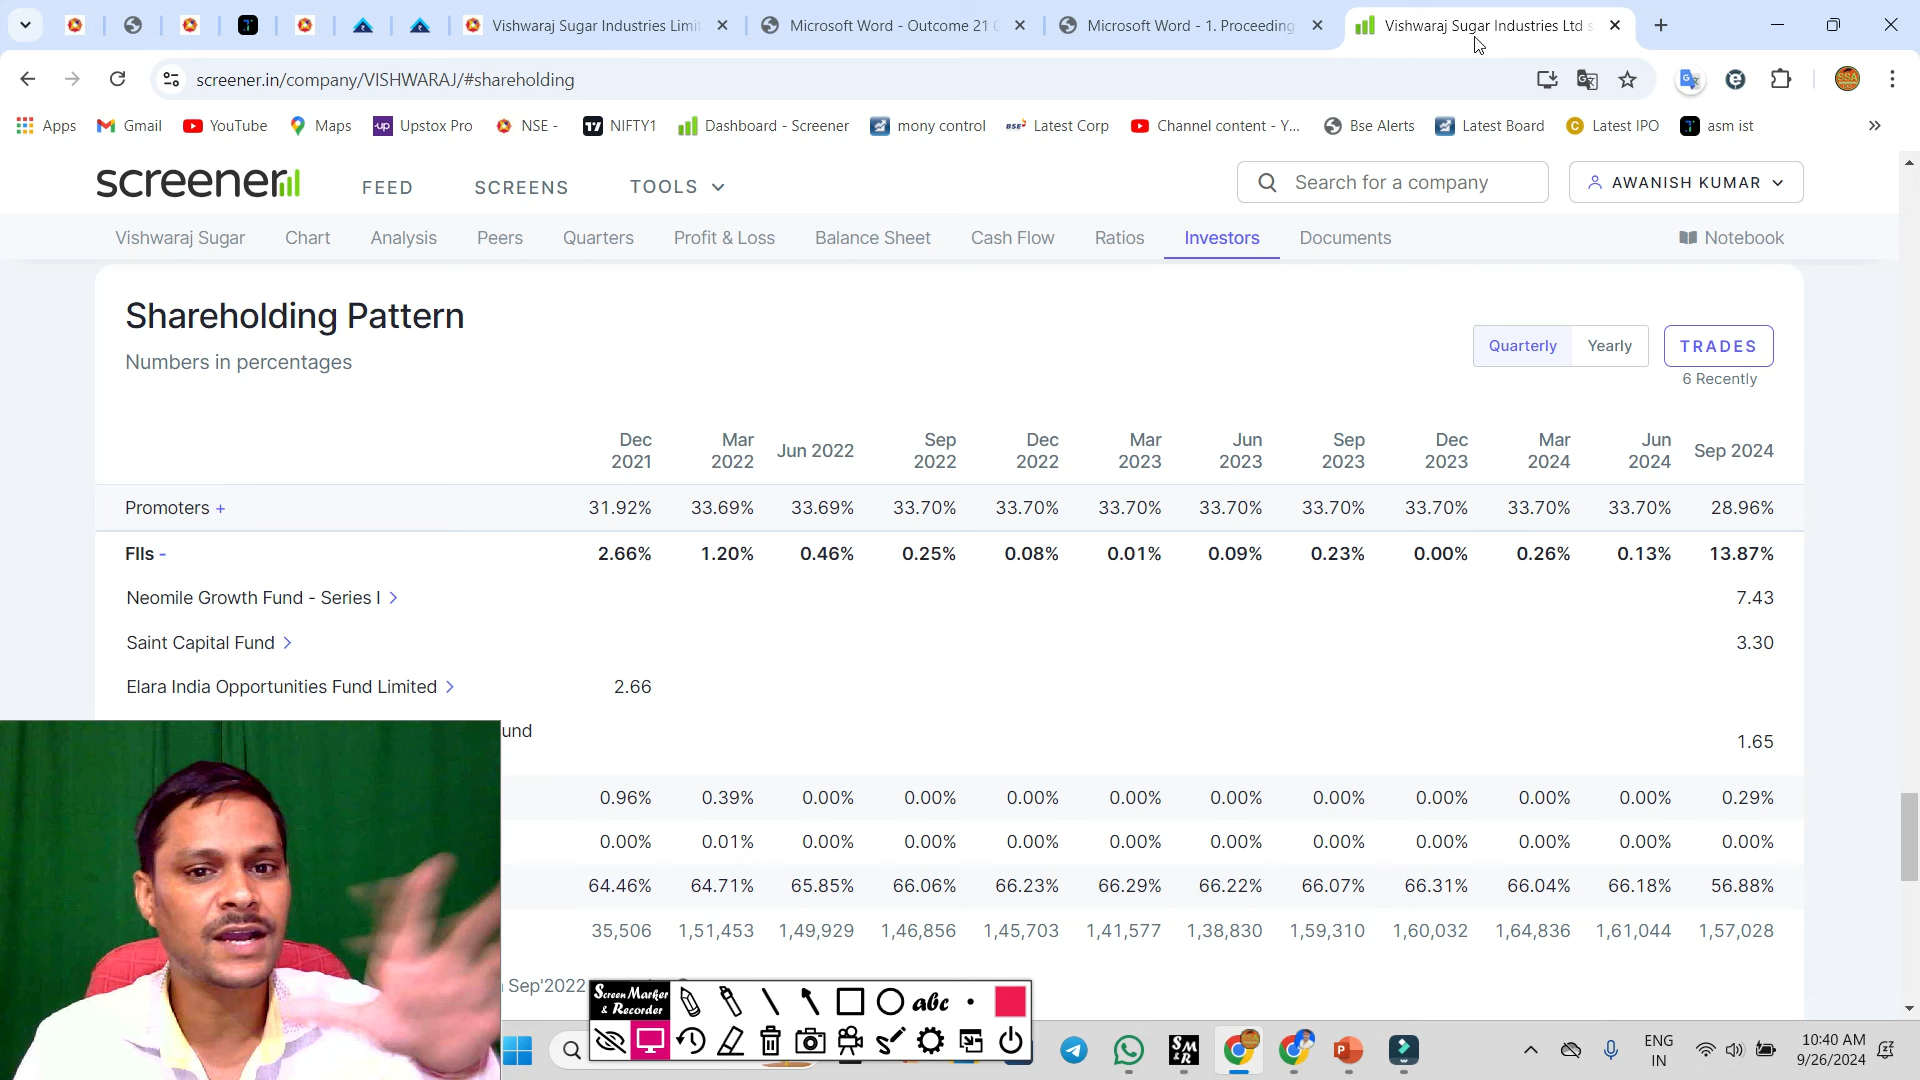 Vishwaraj Sugar Industries Limit
Microsoft Word - Outcome 21
Microsoft Word - 1. Proceeding
Vishwaraj Sugar Industries Ltd s
screener.in/company/VISHWARAJ/#shareholding
Apps Gmail YouTube Maps up Upstox Pro NSE - NIFTY1 Dashboard - Screener mony control BSE Latest Corp Channel content - Y... Bse Alerts Latest Board Latest IPO asm ist
screener FEED SCREENS TOOLS Search for a company AWANISH KUMAR
Vishwaraj Sugar Chart Analysis Peers Quarters Profit & Loss Balance Sheet Cash Flow Ratios Investors Documents Notebook
Shareholding Pattern
Numbers in percentages
Quarterly Yearly TRADES
6 Recently
Dec 2021 Mar 2022 Jun 2022 Sep 2022 Dec 2022 Mar 2023 Jun 2023 Sep 2023 Dec 2023 Mar 2024 Jun 2024 Sep 2024
Promoters + 31.92% 33.69% 33.69% 33.70% 33.70% 33.70% 33.70% 33.70% 33.70% 33.70% 33.70% 28.96%
FIIs - 2.66% 1.20% 0.46% 0.25% 0.08% 0.01% 0.09% 0.23% 0.00% 0.26% 0.13% 13.87%
Neomile Growth Fund - Series I 7.43
Saint Capital Fund 3.30
Elara India Opportunities Fund Limited 2.66
und 1.65
0.96% 0.39% 0.00% 0.00% 0.00% 0.00% 0.00% 0.00% 0.00% 0.00% 0.00% 0.29%
0.00% 0.01% 0.00% 0.00% 0.00% 0.00% 0.00% 0.00% 0.00% 0.00% 0.00% 0.00%
64.46% 64.71% 65.85% 66.06% 66.23% 66.29% 66.22% 66.07% 66.31% 66.04% 66.18% 56.88%
35,506 1,51,453 1,49,929 1,46,856 1,45,703 1,41,577 1,38,830 1,59,310 1,60,032 1,64,836 1,61,044 1,57,028
Sep'2022
Screen Marker
& Recorder
abc
SM
&R
ENG
IN
10:40 AM
9/26/2024